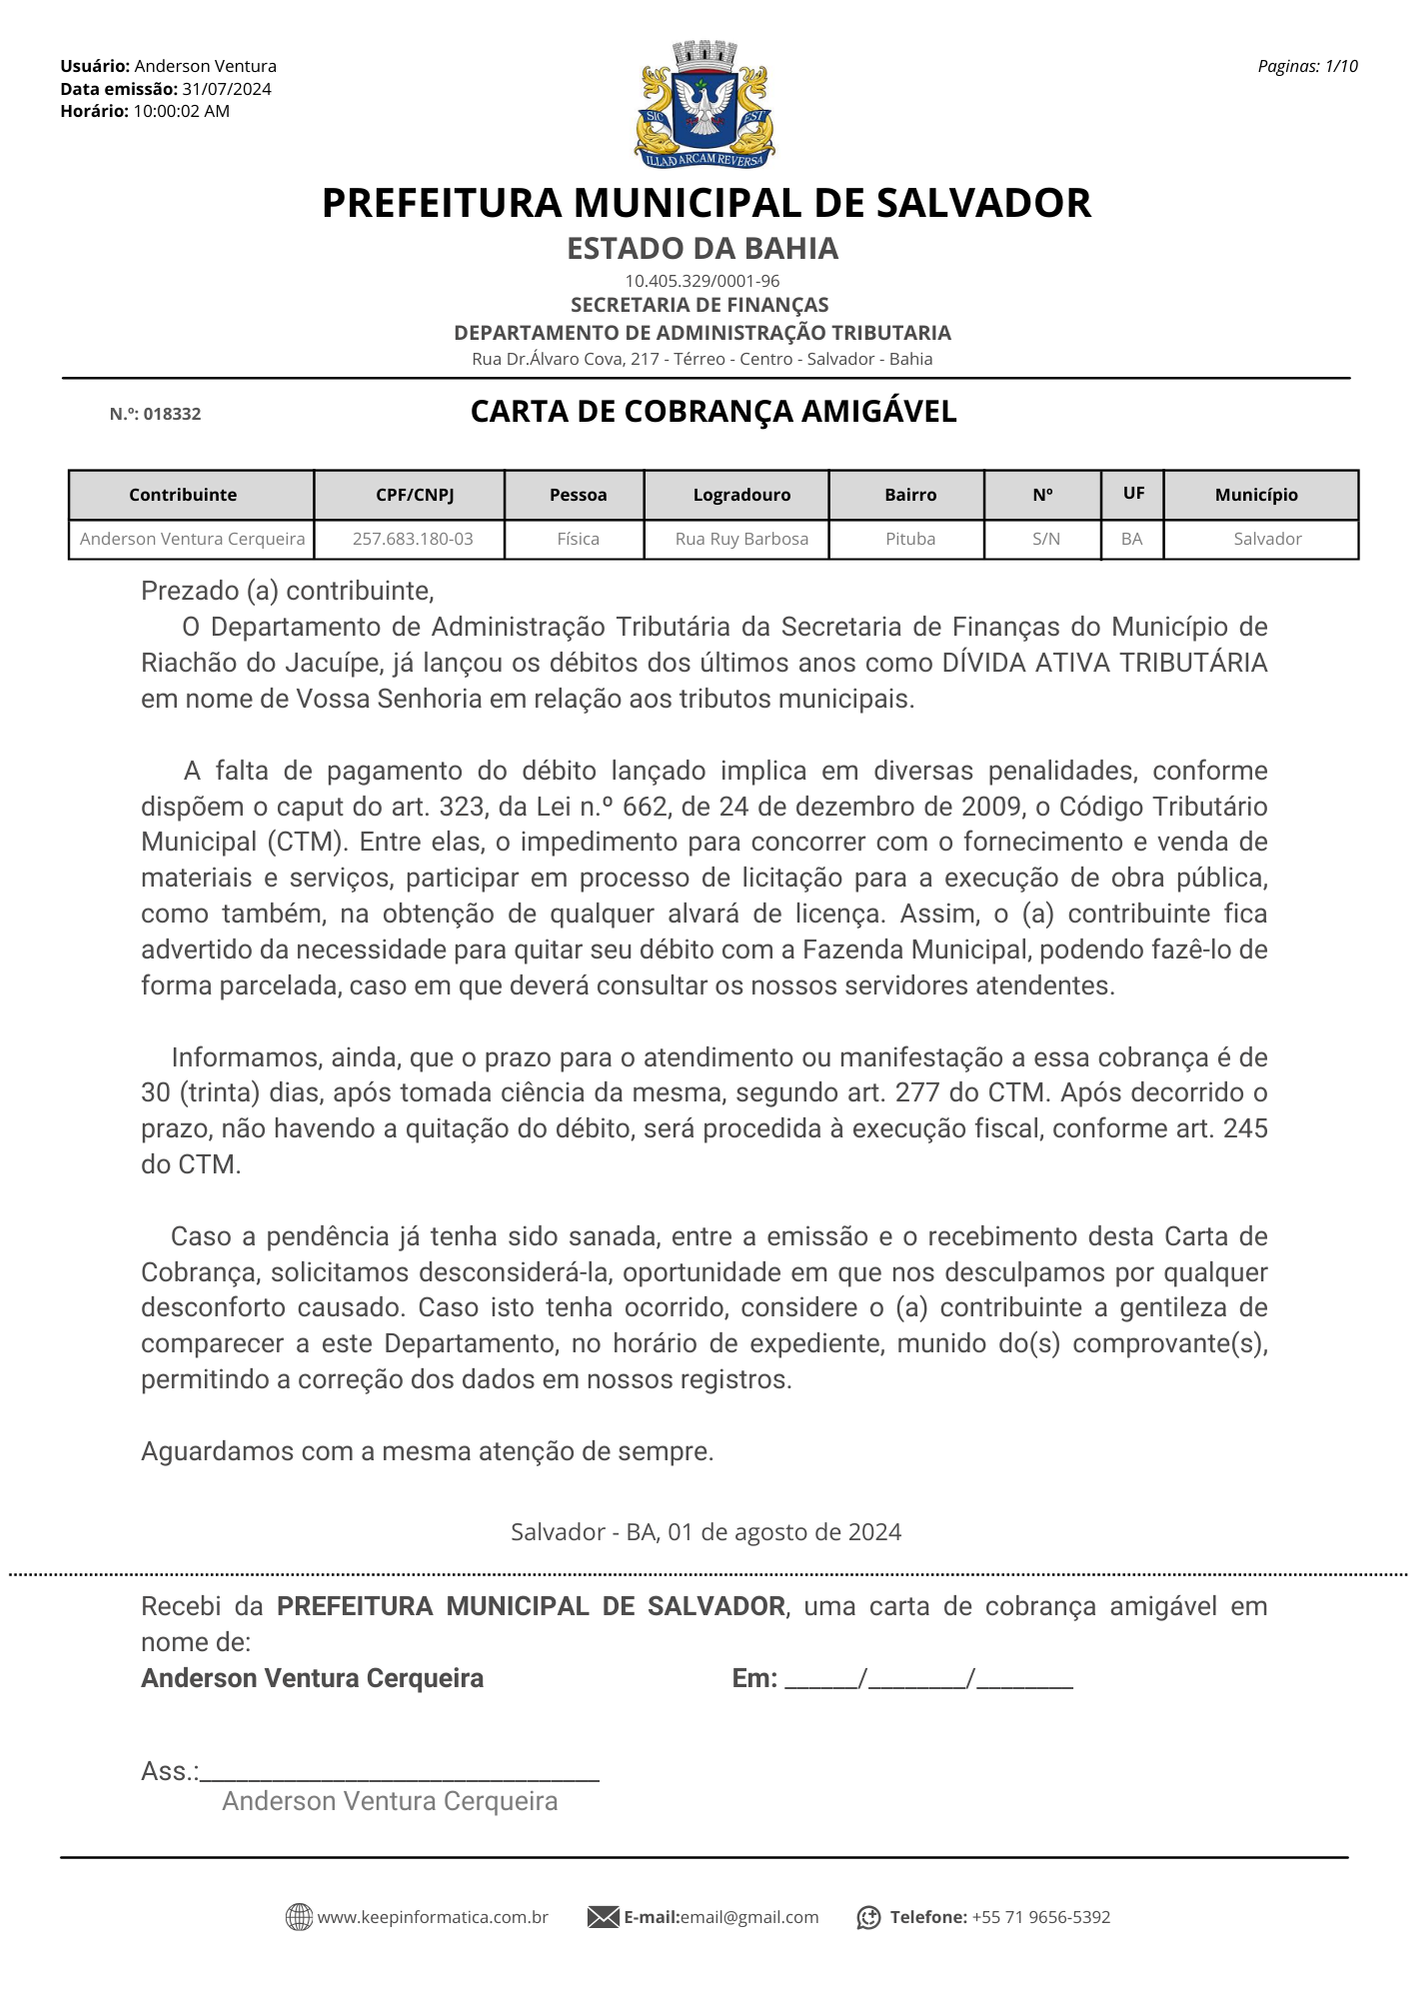 Usuário: Anderson Ventura
Data emissão: 31/07/2024
Horário: 10:00:02 AM
Paginas: 1/10
SIC EST
ILLA AD ARCAM REVERSA
PREFEITURA MUNICIPAL DE SALVADOR
ESTADO DA BAHIA
10.405.329/0001-96
SECRETARIA DE FINANÇAS
DEPARTAMENTO DE ADMINISTRAÇÃO TRIBUTARIA
Rua Dr.Álvaro Cova, 217 - Térreo - Centro - Salvador - Bahia
N.º: 018332
CARTA DE COBRANÇA AMIGÁVEL
Contribuinte CPF/CNPJ Pessoa Logradouro Bairro Nº UF Município
Anderson Ventura Cerqueira 257.683.180-03 Física Rua Ruy Barbosa Pituba S/N BA Salvador
Prezado (a) contribuinte,
O Departamento de Administração Tributária da Secretaria de Finanças do Município de
Riachão do Jacuípe, já lançou os débitos dos últimos anos como DÍVIDA ATIVA TRIBUTÁRIA
em nome de Vossa Senhoria em relação aos tributos municipais.
A falta de pagamento do débito lançado implica em diversas penalidades, conforme
dispõem o caput do art. 323, da Lei n.º 662, de 24 de dezembro de 2009, o Código Tributário
Municipal (CTM). Entre elas, o impedimento para concorrer com o fornecimento e venda de
materiais e serviços, participar em processo de licitação para a execução de obra pública,
como também, na obtenção de qualquer alvará de licença. Assim, o (a) contribuinte fica
advertido da necessidade para quitar seu débito com a Fazenda Municipal, podendo fazê-lo de
forma parcelada, caso em que deverá consultar os nossos servidores atendentes.
Informamos, ainda, que o prazo para o atendimento ou manifestação a essa cobrança é de
30 (trinta) dias, após tomada ciência da mesma, segundo art. 277 do CTM. Após decorrido o
prazo, não havendo a quitação do débito, será procedida à execução fiscal, conforme art. 245
do CTM.
Caso a pendência já tenha sido sanada, entre a emissão e o recebimento desta Carta de
Cobrança, solicitamos desconsiderá-la, oportunidade em que nos desculpamos por qualquer
desconforto causado. Caso isto tenha ocorrido, considere o (a) contribuinte a gentileza de
comparecer a este Departamento, no horário de expediente, munido do(s) comprovante(s),
permitindo a correção dos dados em nossos registros.
Aguardamos com a mesma atenção de sempre.
Salvador - BA, 01 de agosto de 2024
Recebi da PREFEITURA MUNICIPAL DE SALVADOR, uma carta de cobrança amigável em
nome de:
Anderson Ventura Cerqueira Em: ______/________/________
Ass.:_________________________________
Anderson Ventura Cerqueira
www.keepinformatica.com.br E-mail:email@gmail.com Telefone: +55 71 9656-5392